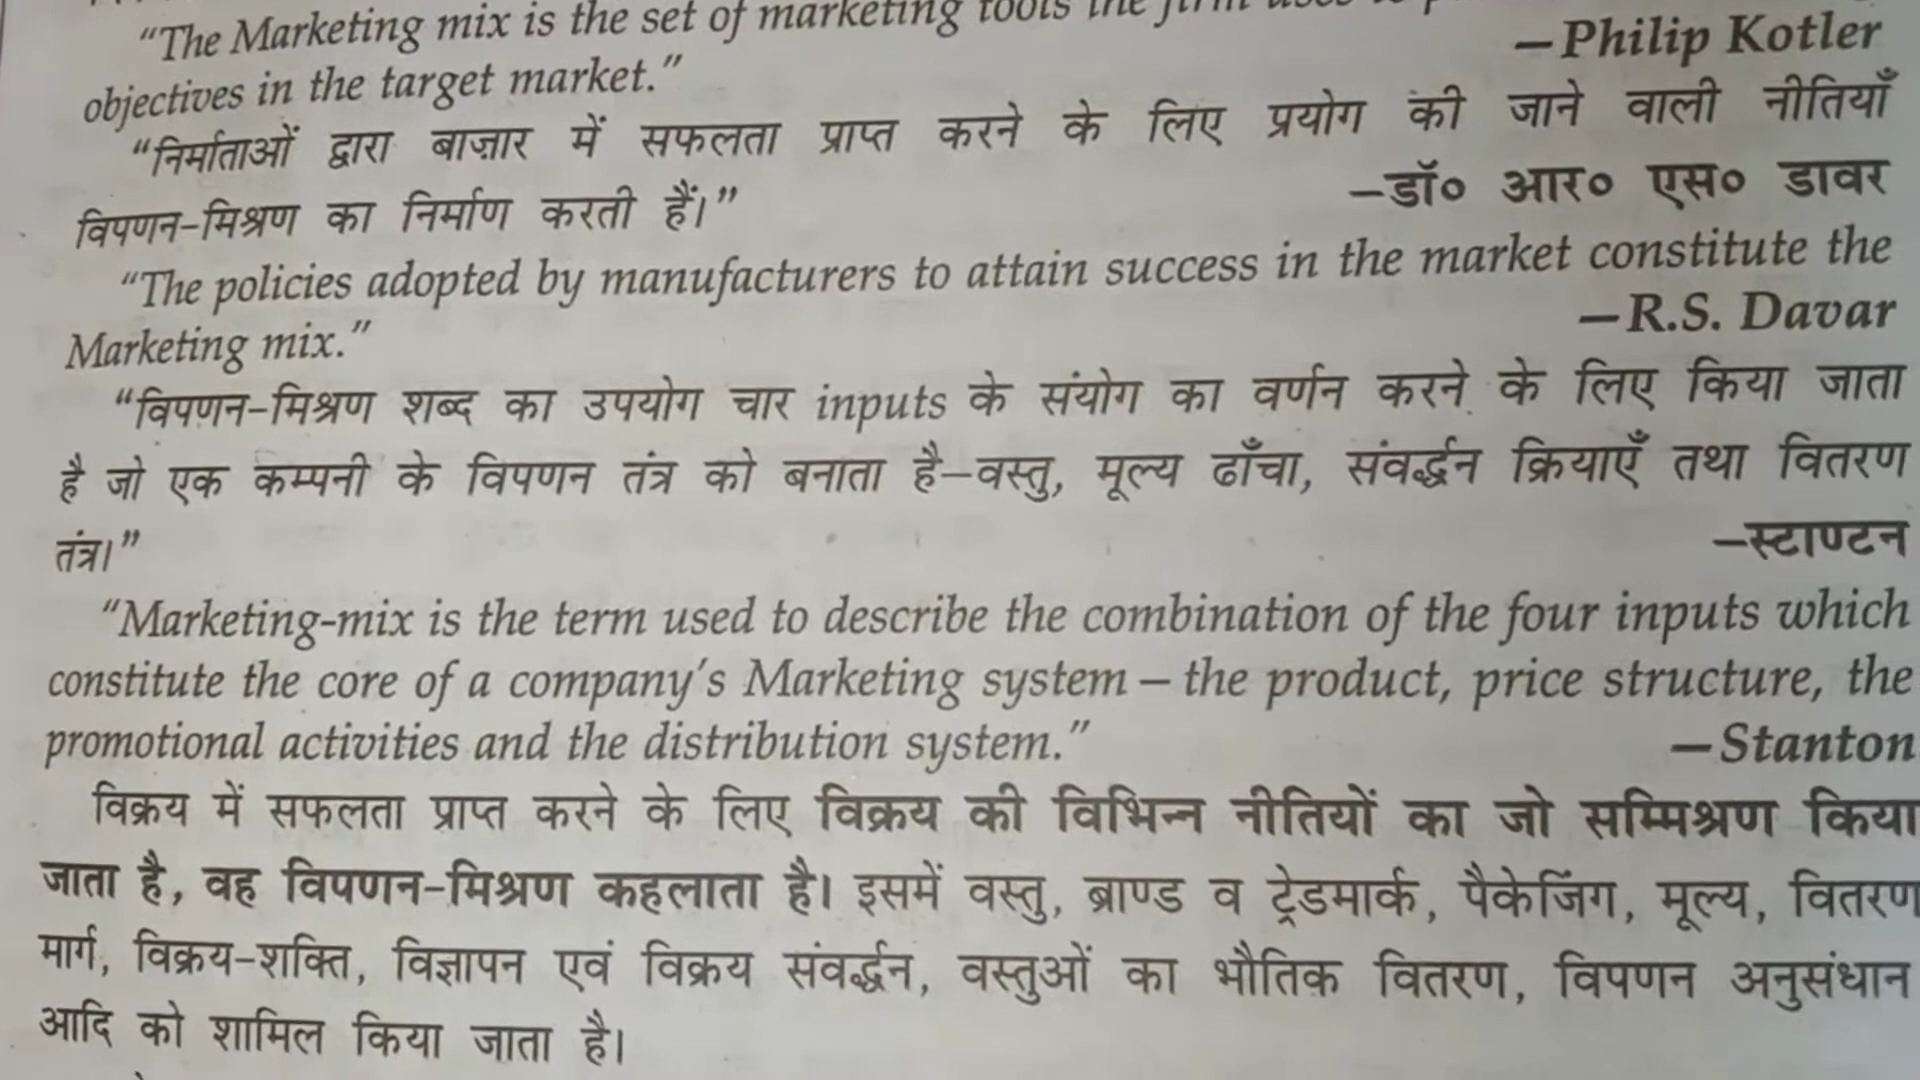 “The Marketing mix is the set of marketing tools the firm
objectives in the target market.” —Philip Kotler
“निर्माताओं द्वारा बाज़ार में सफलता प्राप्त करने के लिए प्रयोग की जाने वाली नीतियाँ
विपणन-मिश्रण का निर्माण करती हैं।” —डॉ० आर० एस० डावर
“The policies adopted by manufacturers to attain success in the market constitute the
Marketing mix.” —R.S. Davar
“विपणन-मिश्रण शब्द का उपयोग चार inputs के संयोग का वर्णन करने के लिए किया जाता
है जो एक कम्पनी के विपणन तंत्र को बनाता है—वस्तु, मूल्य ढाँचा, संवर्द्धन क्रियाएँ तथा वितरण
तंत्र।” —स्टाण्टन
“Marketing-mix is the term used to describe the combination of the four inputs which
constitute the core of a company’s Marketing system — the product, price structure, the
promotional activities and the distribution system.” —Stanton
विक्रय में सफलता प्राप्त करने के लिए विक्रय की विभिन्न नीतियों का जो सम्मिश्रण किया
जाता है, वह विपणन-मिश्रण कहलाता है। इसमें वस्तु, ब्राण्ड व ट्रेडमार्क, पैकेजिंग, मूल्य, वितरण
मार्ग, विक्रय-शक्ति, विज्ञापन एवं विक्रय संवर्द्धन, वस्तुओं का भौतिक वितरण, विपणन अनुसंधान
आदि को शामिल किया जाता है।